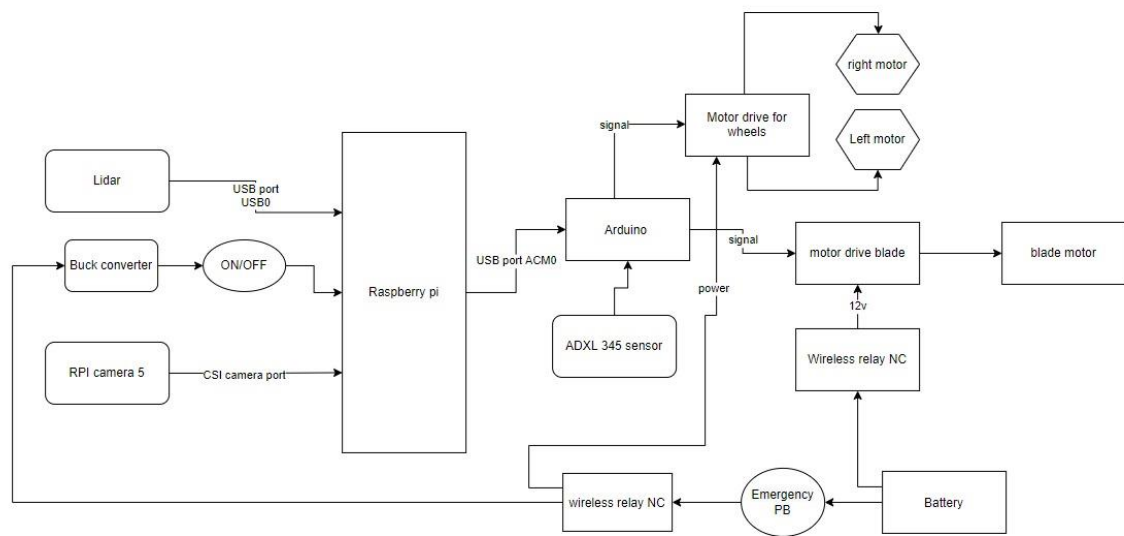 right motor
Motor drive for
wheels
signal
Left motor
Lidar
USB port
USB0
Arduino
signal
motor drive blade
blade motor
Buck converter
ON/OFF
USB port ACM0
Raspberry pi
power
12v
ADXL 345 sensor
Wireless relay NC
RPI camera 5
CSI camera port
wireless relay NC
Emergency
PB
Battery